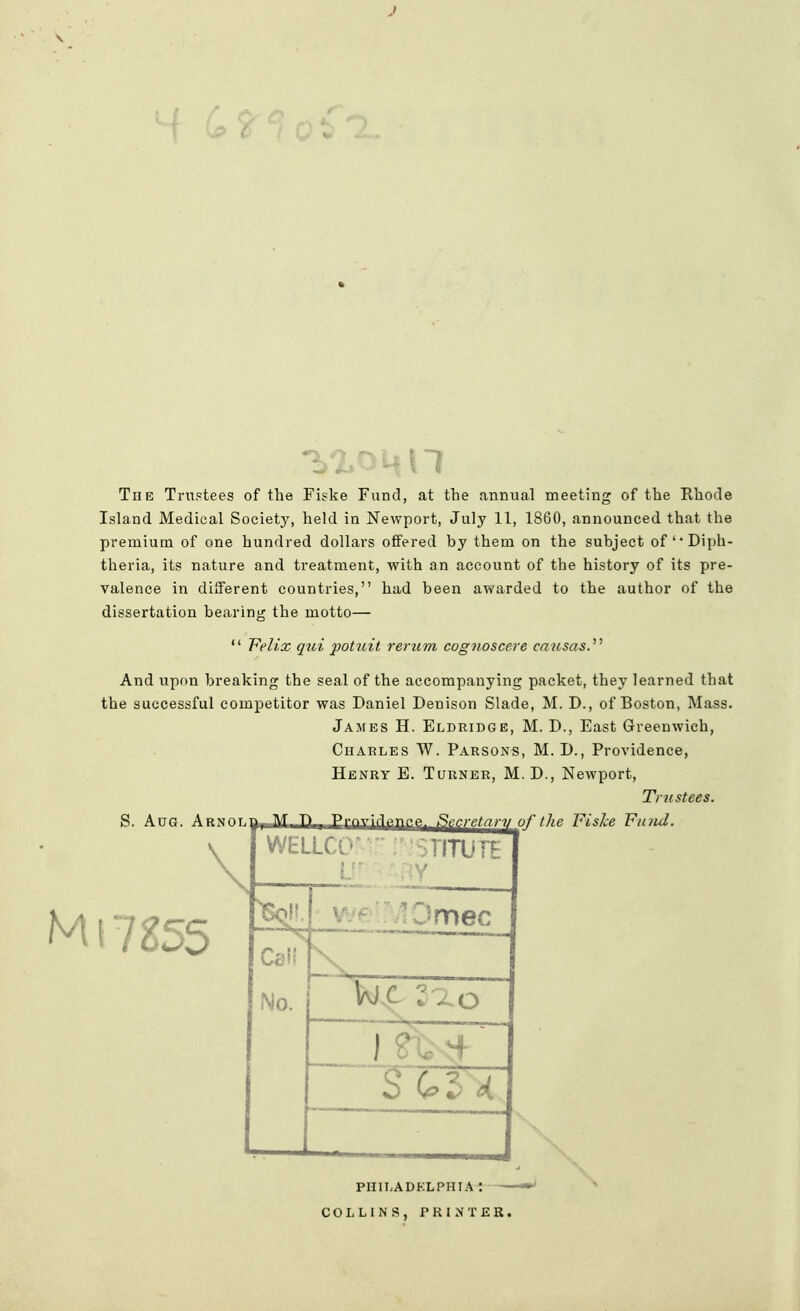 320417
The Trustees of the Fiske Fund, at the annual meeting of the Rhode
Island Medical Society, held in Newport, July 11, 1860, announced that the
premium of one hundred dollars offered by them on the subject of “Diph-
theria, its nature and treatment, with an account of the history of its pre-
valence in different countries,” had been awarded to the author of the
dissertation bearing the motto—
“Felix qui potuit rerum cognoscere causas.”
And upon breaking the seal of the accompanying packet, they learned that
the successful competitor was Daniel Denison Slade, M. D., of Boston, Mass.
James H. Eldridge, M. D., East Greenwich,
Charles W. Parsons, M. D., Providence,
Henry E. Turner, M. D., Newport,
Trustees.
S. Aug. Arnold, M. D., Providence, Secretary of the Fiske Fund.
M17855
Coll.
Call
No.
WC 320
1864
S63d
PHILADELPHIA:
COLLINS, PRINTER.